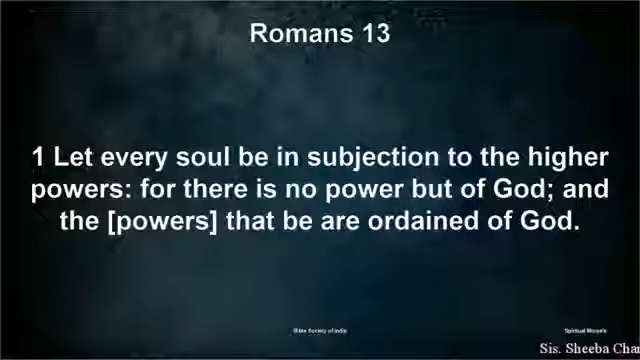 Romans 13
1 Let every soul be in subjection to the higher
powers: for there is no power but of God; and
the [powers] that be are ordained of God.
Bible Society of India
Spiritual Morsels
Sis. Sheeba Char